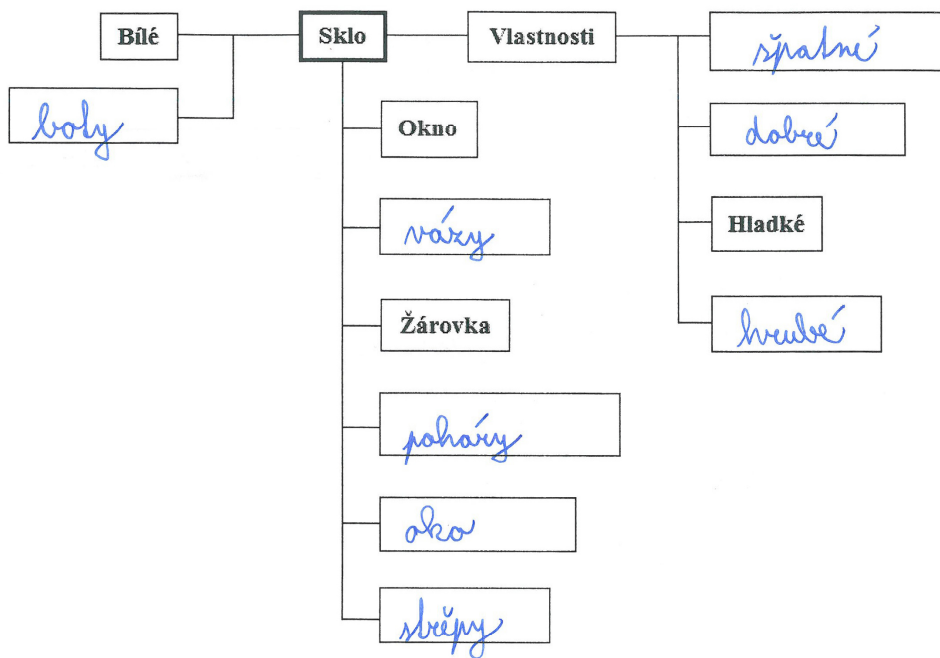 Bílé
Sklo
Vlastnosti
špatné
boty
Okno
dobré
vázy
Hladké
Žárovka
hrubé
poháry
oko
střepy